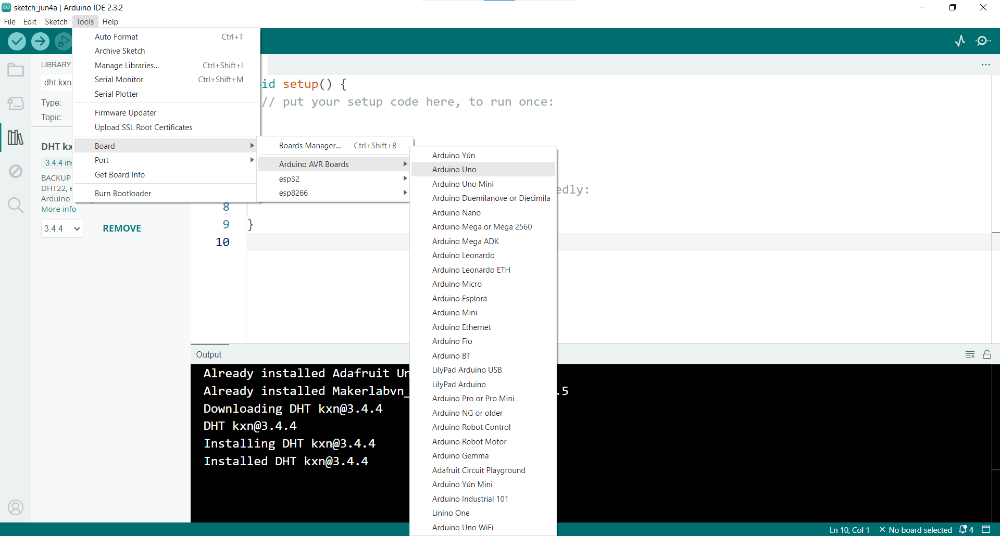 sketch_jun4a | Arduino IDE 2.3.2
File Edit Sketch Tools Help
Auto Format Ctrl+T
Archive Sketch
Manage Libraries... Ctrl+Shift+I
Serial Monitor Ctrl+Shift+M
Serial Plotter
Firmware Updater
Upload SSL Root Certificates
Board
Port
Get Board Info
Burn Bootloader
Boards Manager... Ctrl+Shift+B
Arduino AVR Boards
esp32
esp8266
Arduino Yún
Arduino Uno
Arduino Uno Mini
Arduino Duemilanove or Diecimila
Arduino Nano
Arduino Mega or Mega 2560
Arduino Mega ADK
Arduino Leonardo
Arduino Leonardo ETH
Arduino Micro
Arduino Esplora
Arduino Mini
Arduino Ethernet
Arduino Fio
Arduino BT
LilyPad Arduino USB
LilyPad Arduino
Arduino Pro or Pro Mini
Arduino NG or older
Arduino Robot Control
Arduino Robot Motor
Arduino Gemma
Adafruit Circuit Playground
Arduino Yún Mini
Arduino Industrial 101
Linino One
Arduino Uno WiFi
LIBRARY
dht kxn
Type:
Topic:
DHT kx
3.4.4 ins
BACKUP
DHT22,
Arduino
More info
3.4.4 REMOVE
id setup() {
// put your setup code here, to run once:
edly:
8
9 }
10
Output
Already installed Adafruit Un
Already installed Makerlabvn_ .5
Downloading DHT kxn@3.4.4
DHT kxn@3.4.4
Installing DHT kxn@3.4.4
Installed DHT kxn@3.4.4
Ln 10, Col 1 × No board selected 4